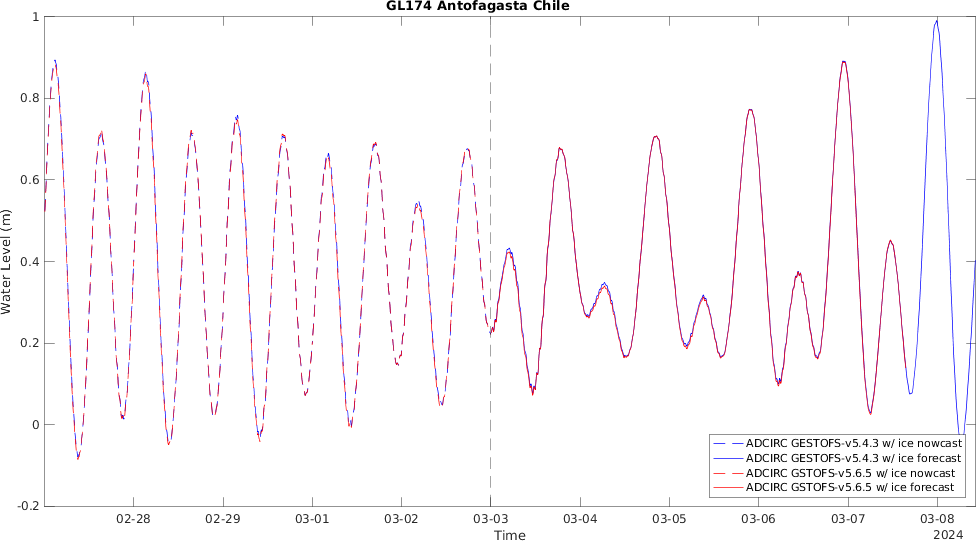 GL174 Antofagasta Chile
1
0.8
0.6
0.4
0.2
0
-0.2
Water Level (m)
02-28 02-29 03-01 03-02 03-03 03-04 03-05 03-06 03-07 03-08
2024
Time
ADCIRC GESTOFS-v5.4.3 w/ ice nowcast
ADCIRC GESTOFS-v5.4.3 w/ ice forecast
ADCIRC GSTOFS-v5.6.5 w/ ice nowcast
ADCIRC GSTOFS-v5.6.5 w/ ice forecast